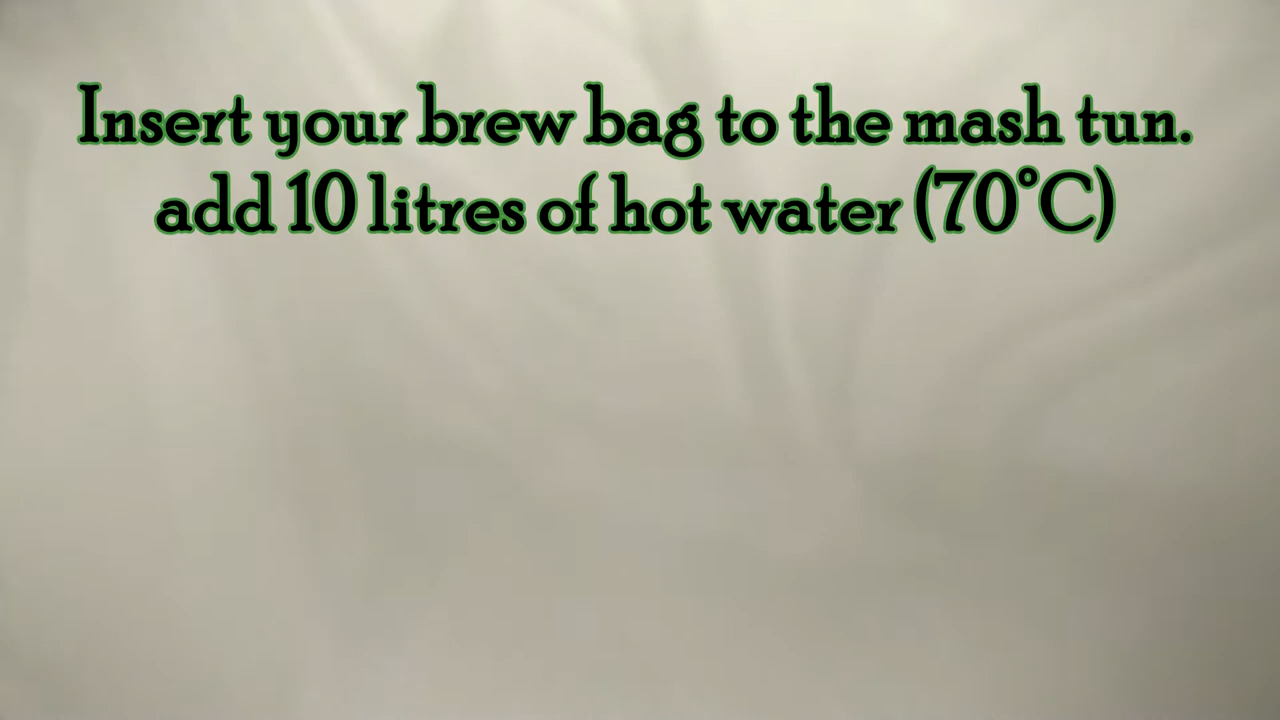 Insert your brew bag to the mash tun.
add 10 litres of hot water (70°C)